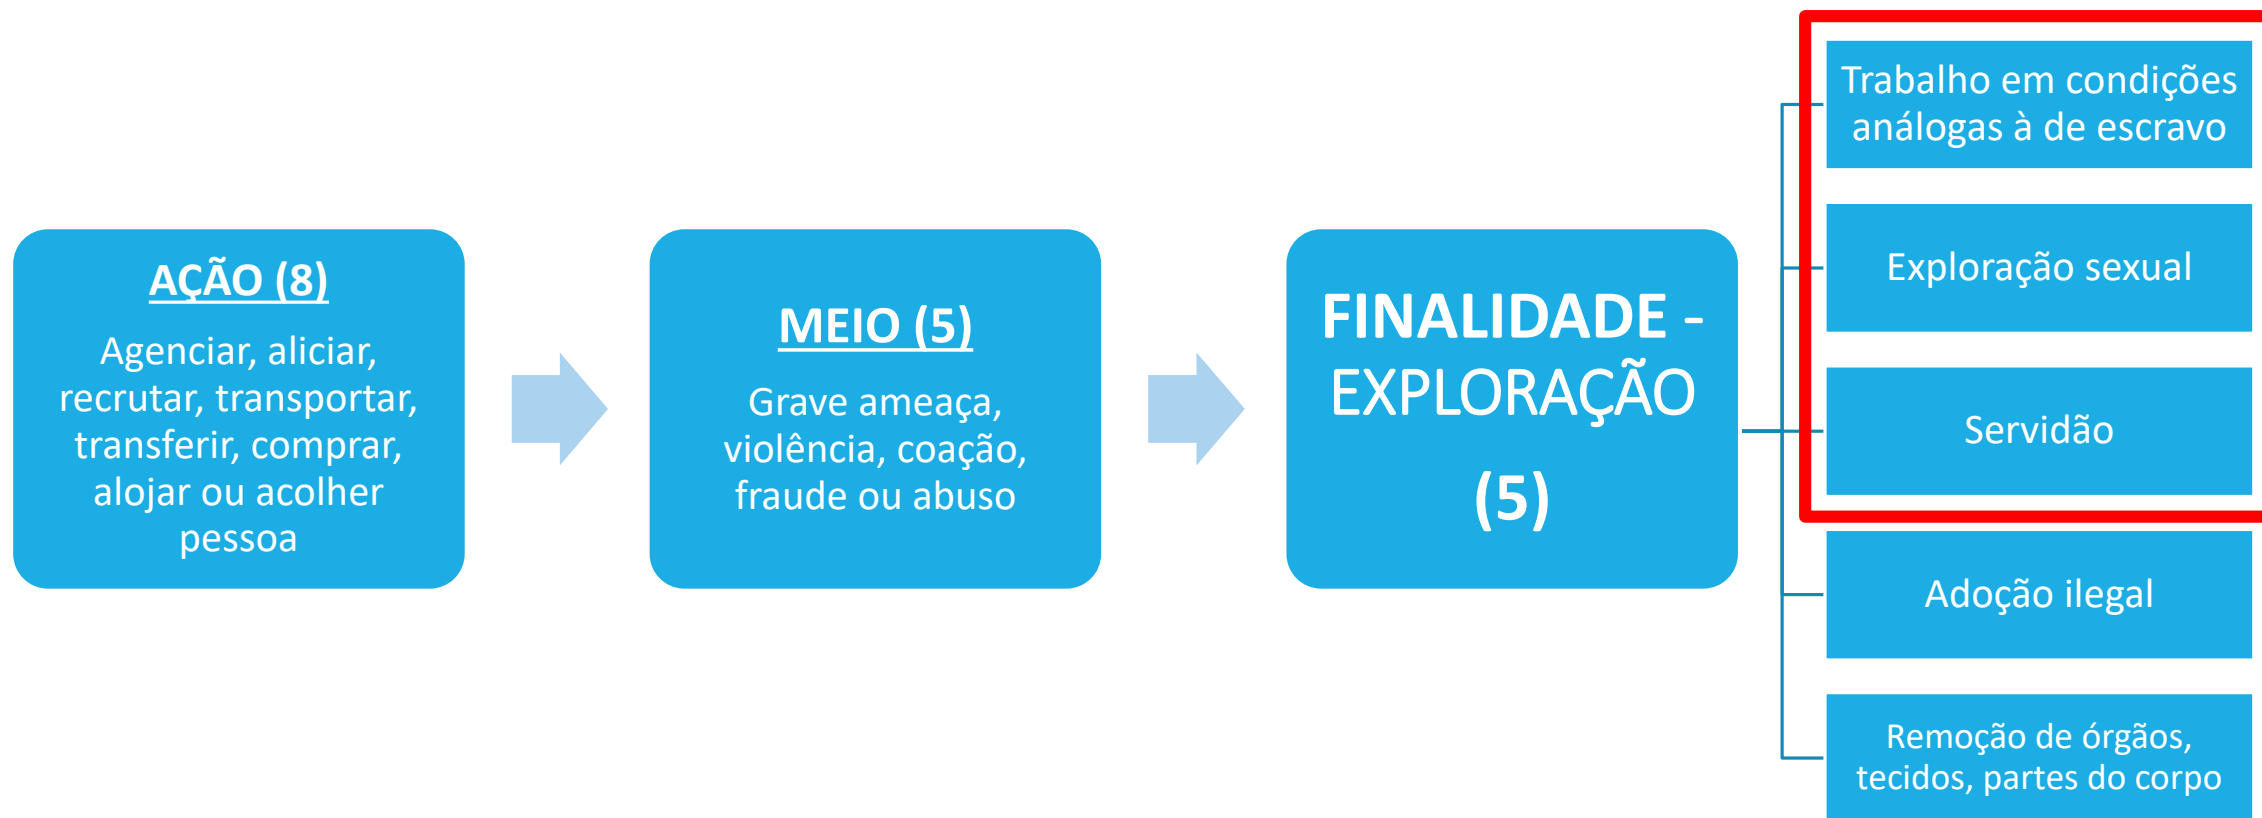 AÇÃO (8)
Agenciar, aliciar,
recrutar, transportar,
transferir, comprar,
alojar ou acolher
pessoa
MEIO (5)
Grave ameaça,
violência, coação,
fraude ou abuso
FINALIDADE -
EXPLORAÇÃO
(5)
Trabalho em condições
análogas à de escravo
Exploração sexual
Servidão
Adoção ilegal
Remoção de órgãos,
tecidos, partes do corpo